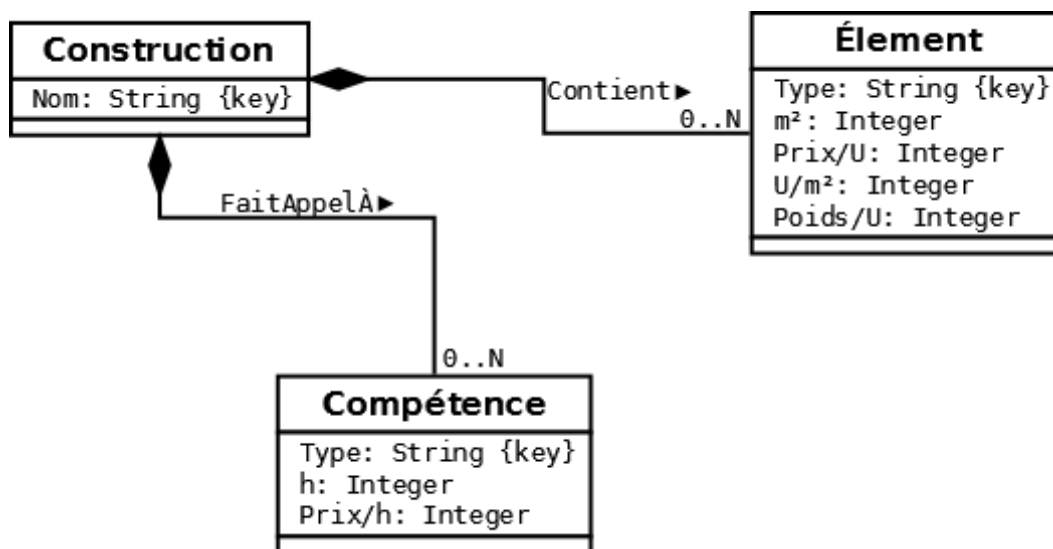 Construction
Nom: String {key}
Contient►
0..N
Élement
Type: String {key}
m²: Integer
Prix/U: Integer
U/m²: Integer
Poids/U: Integer
FaitAppelÀ►
0..N
Compétence
Type: String {key}
h: Integer
Prix/h: Integer